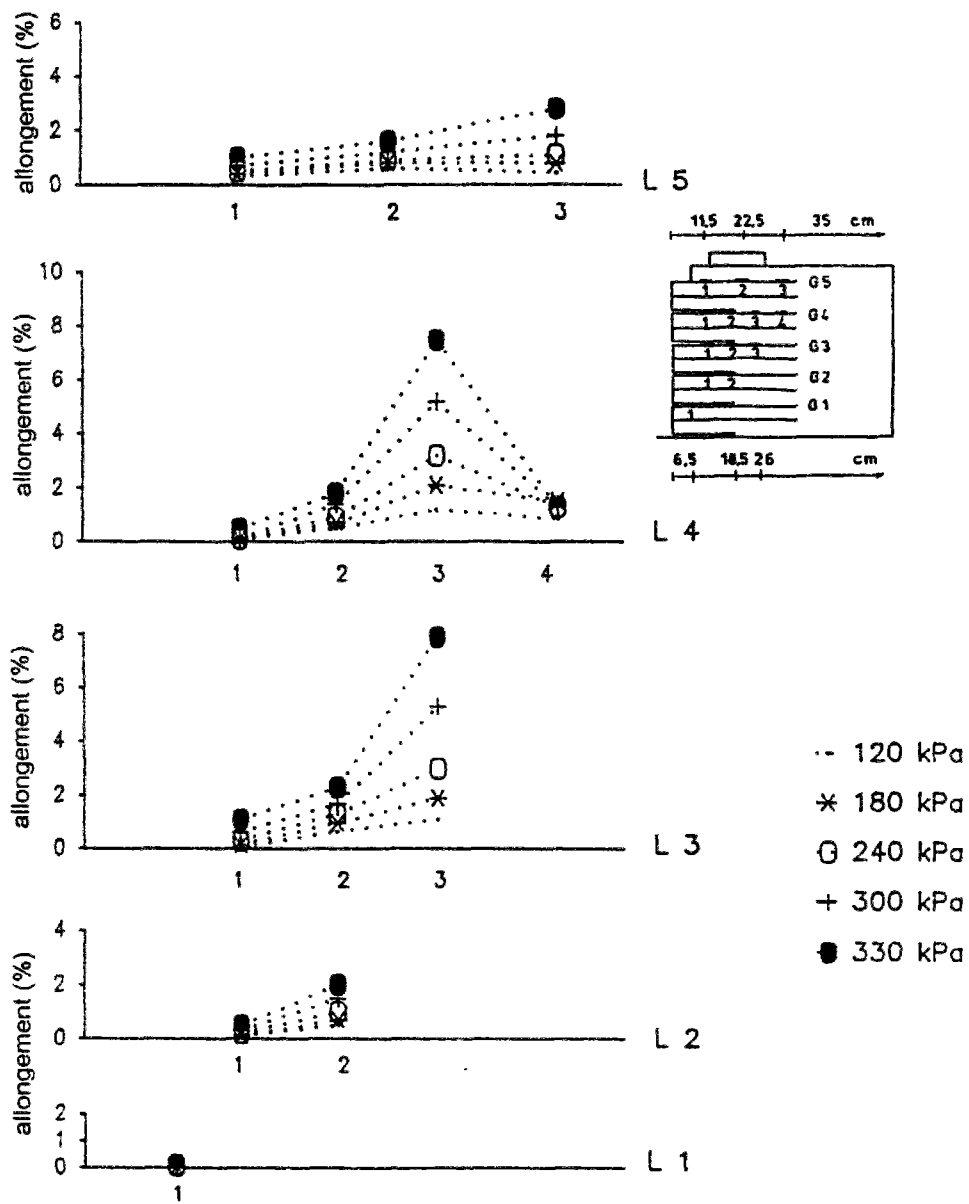 allongement (%)
6
4
2
0
1 2 3
L 5
11,5 22,5 35 cm
1 2 3 G5
1 2 3 4 G4
1 2 3 G3
1 2 G2
1 G1
6,5 18,5 26 cm
allongement (%)
10
8
6
4
2
0
1 2 3 4
L 4
allongement (%)
8
6
4
2
0
1 2 3
L 3
120 kPa
180 kPa
240 kPa
300 kPa
330 kPa
allongement (%)
4
2
0
1 2
L 2
allongement (%)
2
1
0
1
L 1